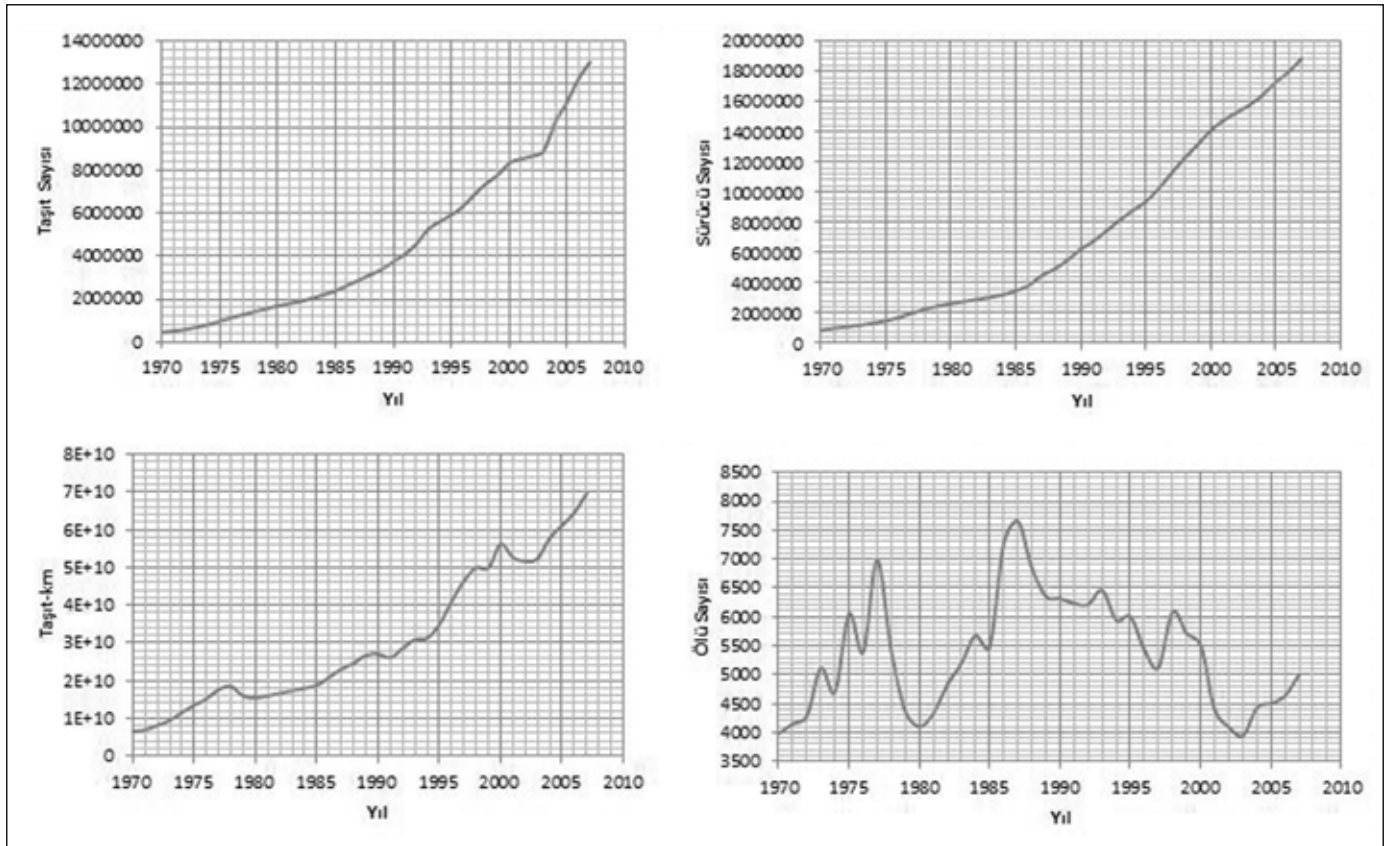 14000000
12000000
10000000
8000000
6000000
4000000
2000000
0
Taşıt Sayısı
1970 1975 1980 1985 1990 1995 2000 2005 2010
Yıl
20000000
18000000
16000000
14000000
12000000
10000000
8000000
6000000
4000000
2000000
0
Sürücü Sayısı
1970 1975 1980 1985 1990 1995 2000 2005 2010
Yıl
8E+10
7E+10
6E+10
5E+10
4E+10
3E+10
2E+10
1E+10
0
Taşıt-km
1970 1975 1980 1985 1990 1995 2000 2005 2010
Yıl
8500
8000
7500
7000
6500
6000
5500
5000
4500
4000
3500
Ölü Sayısı
1970 1975 1980 1985 1990 1995 2000 2005 2010
Yıl